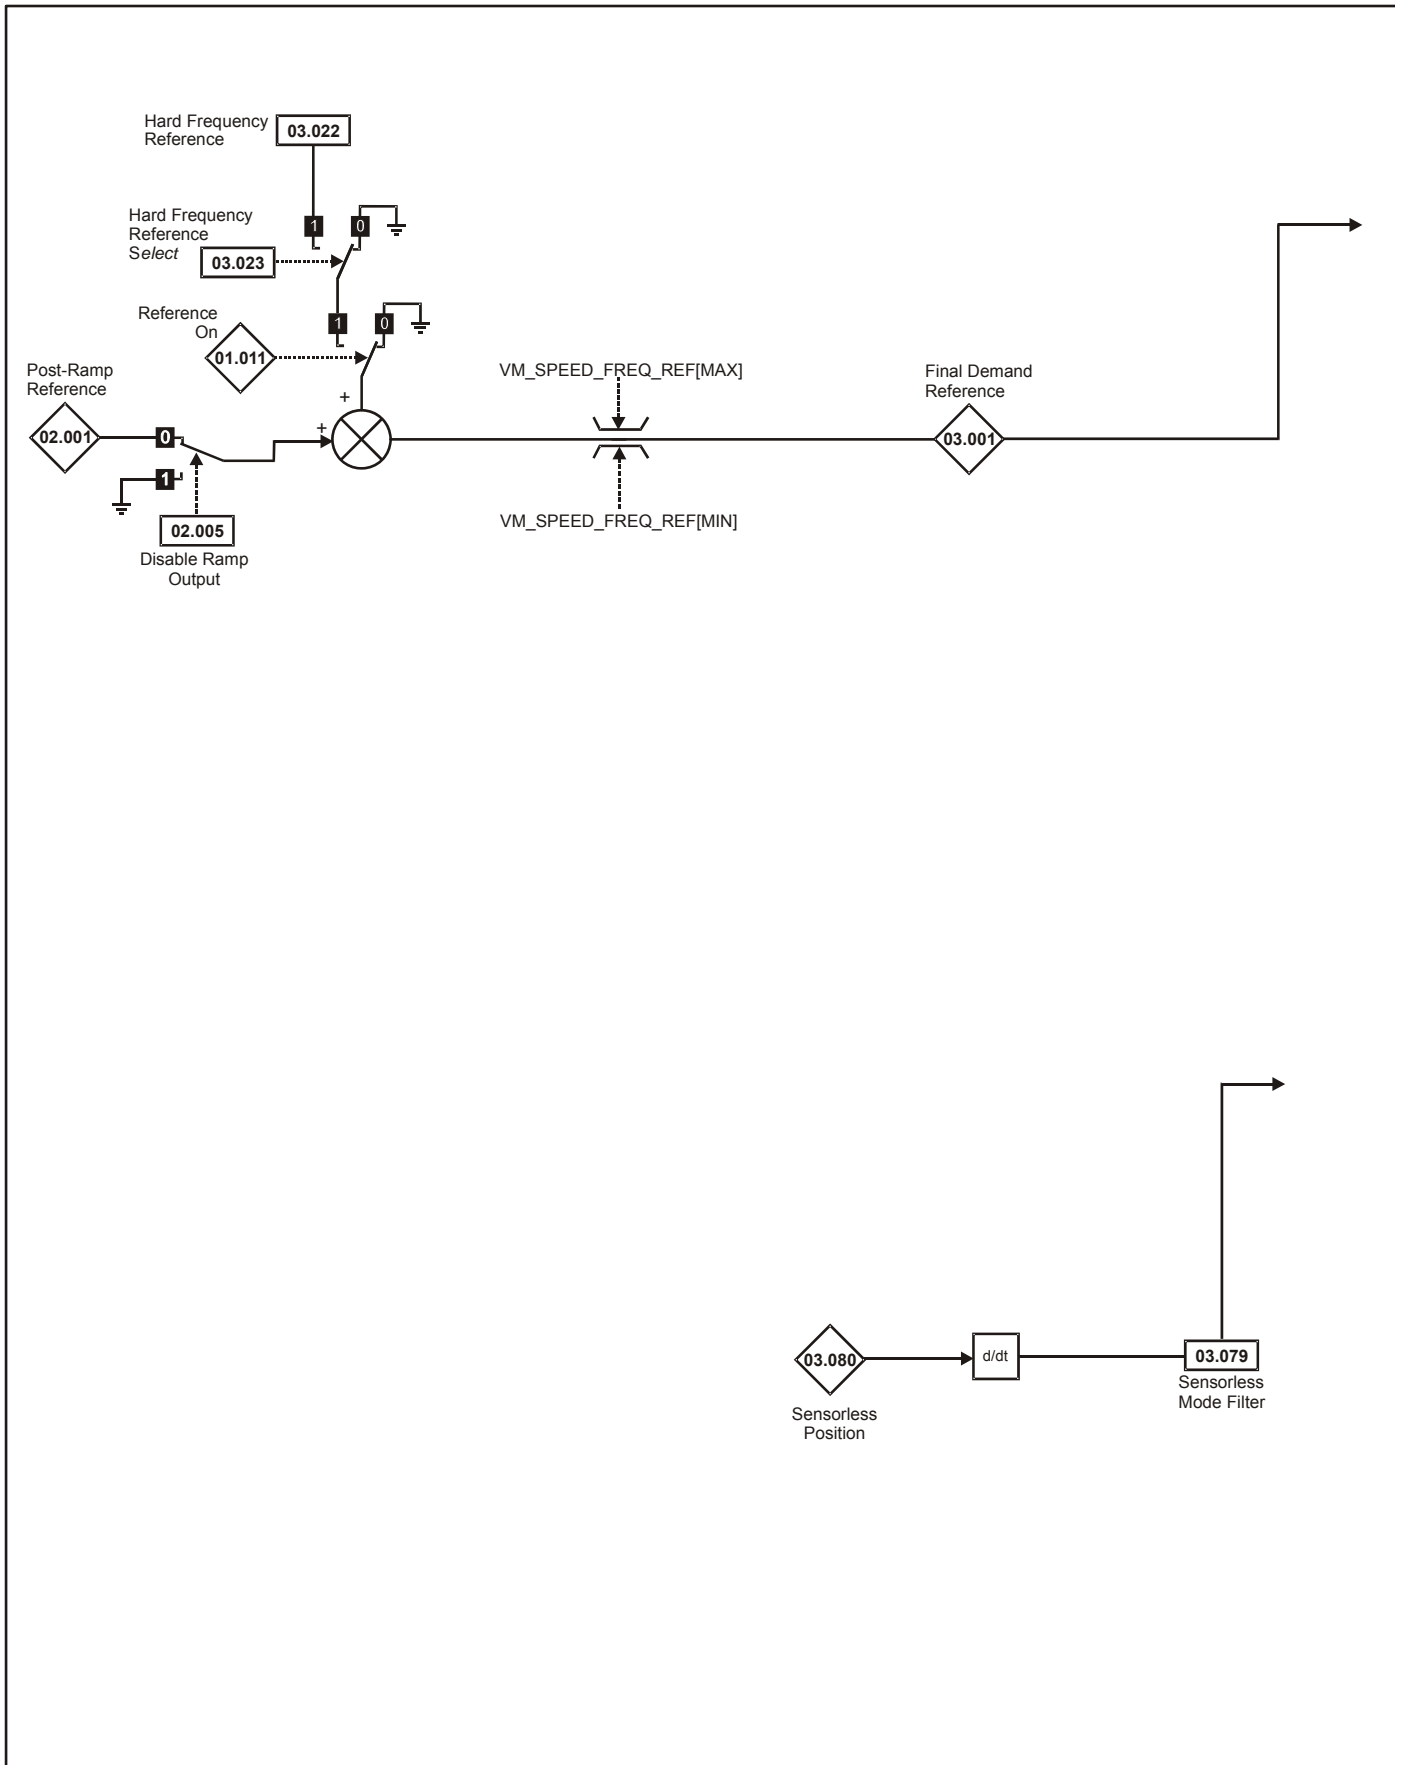 Hard Frequency
Reference
03.022
Hard Frequency
Reference
Select
1
0
03.023
Reference
On
1
0
01.011
Post-Ramp
Reference
VM_SPEED_FREQ_REF[MAX]
Final Demand
Reference
+
+
02.001
0
03.001
1
02.005
VM_SPEED_FREQ_REF[MIN]
Disable Ramp
Output
03.080
d/dt
03.079
Sensorless
Mode Filter
Sensorless
Position